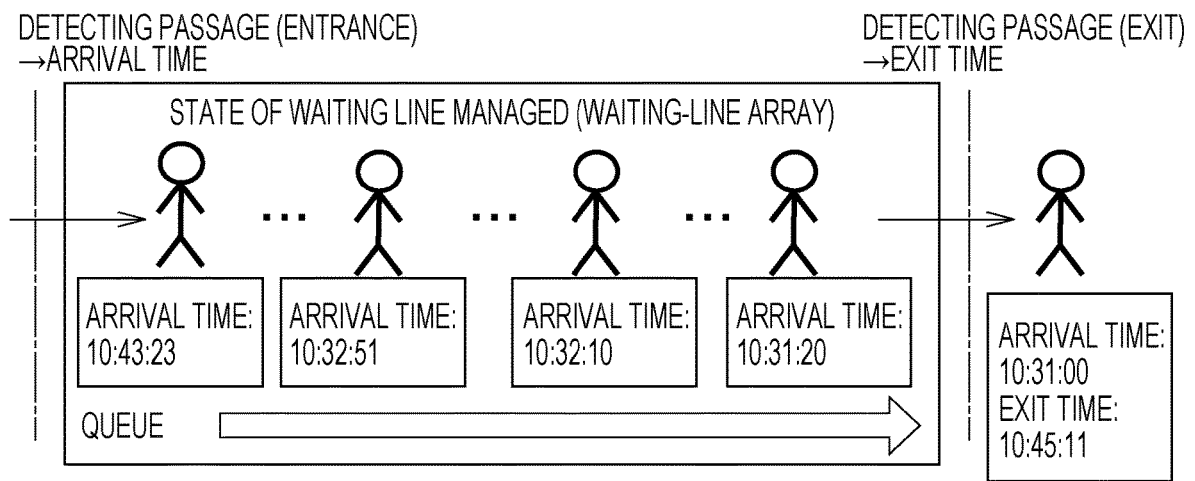 DETECTING PASSAGE (ENTRANCE)
→ARRIVAL TIME
DETECTING PASSAGE (EXIT)
→EXIT TIME
STATE OF WAITING LINE MANAGED (WAITING-LINE ARRAY)
... ... ...
ARRIVAL TIME:
10:43:23
ARRIVAL TIME:
10:32:51
ARRIVAL TIME:
10:32:10
ARRIVAL TIME:
10:31:20
ARRIVAL TIME:
10:31:00
EXIT TIME:
10:45:11
QUEUE